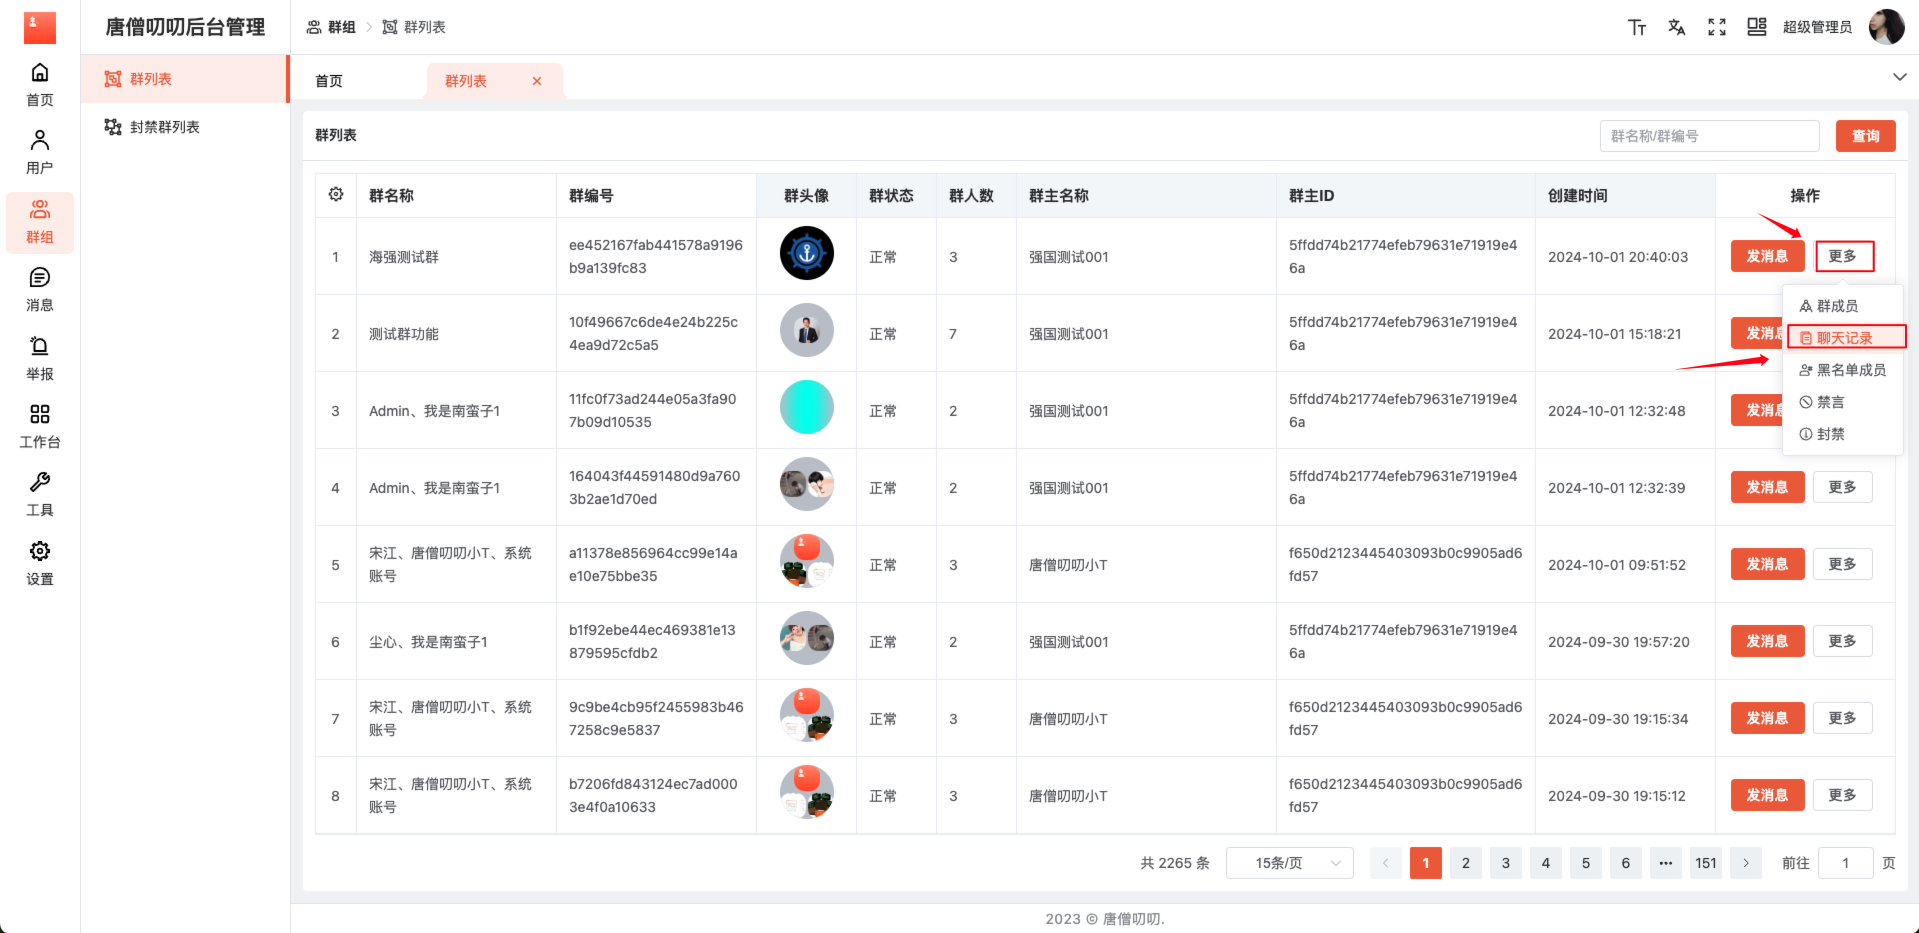 唐僧叨叨后台管理
群组
群列表
超级管理员
首页
用户
群组
消息
举报
工作台
工具
设置
群列表
封禁群列表
首页
群列表
群列表
群名称/群编号
查询
群名称 群编号 群头像 群状态 群人数 群主名称 群主ID 创建时间 操作
1 海强测试群 ee452167fab441578a9196b9a139fc83 正常 3 强国测试001 5ffdd74b21774efeb79631e71919e46a 2024-10-01 20:40:03 发消息 更多
2 测试群功能 10f49667c6de4e24b225c4ea9d72c5a5 正常 7 强国测试001 5ffdd74b21774efeb79631e71919e46a 2024-10-01 15:18:21 发消息
3 Admin、我是南蛮子1 11fc0f73ad244e05a3fa907b09d10535 正常 2 强国测试001 5ffdd74b21774efeb79631e71919e46a 2024-10-01 12:32:48 发消息
群成员
聊天记录
黑名单成员
禁言
封禁
4 Admin、我是南蛮子1 164043f44591480d9a7603b2ae1d70ed 正常 2 强国测试001 5ffdd74b21774efeb79631e71919e46a 2024-10-01 12:32:39 发消息 更多
5 宋江、唐僧叨叨小T、系统账号 a11378e856964cc99e14ae10e75bbe35 正常 3 唐僧叨叨小T f650d2123445403093b0c9905ad6fd57 2024-10-01 09:51:52 发消息 更多
6 尘心、我是南蛮子1 b1f92ebe44ec469381e13879595cfdb2 正常 2 强国测试001 5ffdd74b21774efeb79631e71919e46a 2024-09-30 19:57:20 发消息 更多
7 宋江、唐僧叨叨小T、系统账号 9c9be4cb95f2455983b467258c9e5837 正常 3 唐僧叨叨小T f650d2123445403093b0c9905ad6fd57 2024-09-30 19:15:34 发消息 更多
8 宋江、唐僧叨叨小T、系统账号 b7206fd843124ec7ad0003e4f0a10633 正常 3 唐僧叨叨小T f650d2123445403093b0c9905ad6fd57 2024-09-30 19:15:12 发消息 更多
共 2265 条 15条/页 1 2 3 4 5 6 ••• 151 前往 1 页
2023 © 唐僧叨叨.